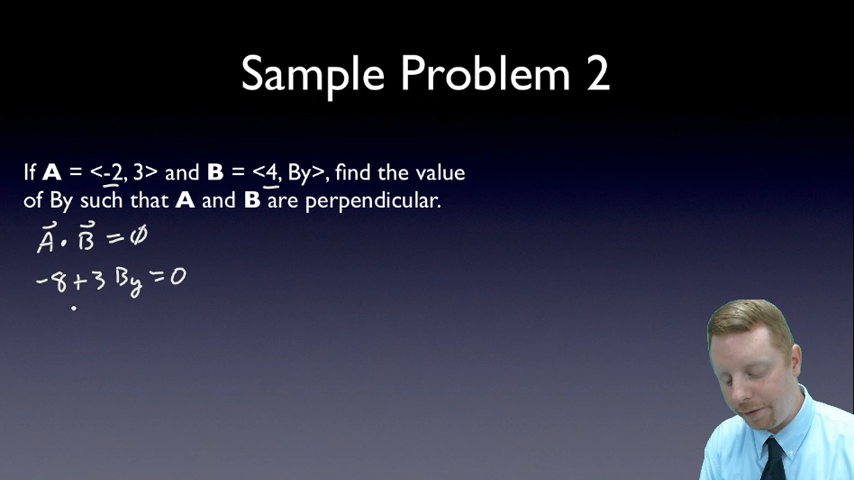 Sample Problem 2
If A = <-2, 3> and B = <4, By>, find the value
of By such that A and B are perpendicular.
A⃗ · B⃗ = 0
-8 + 3 By = 0